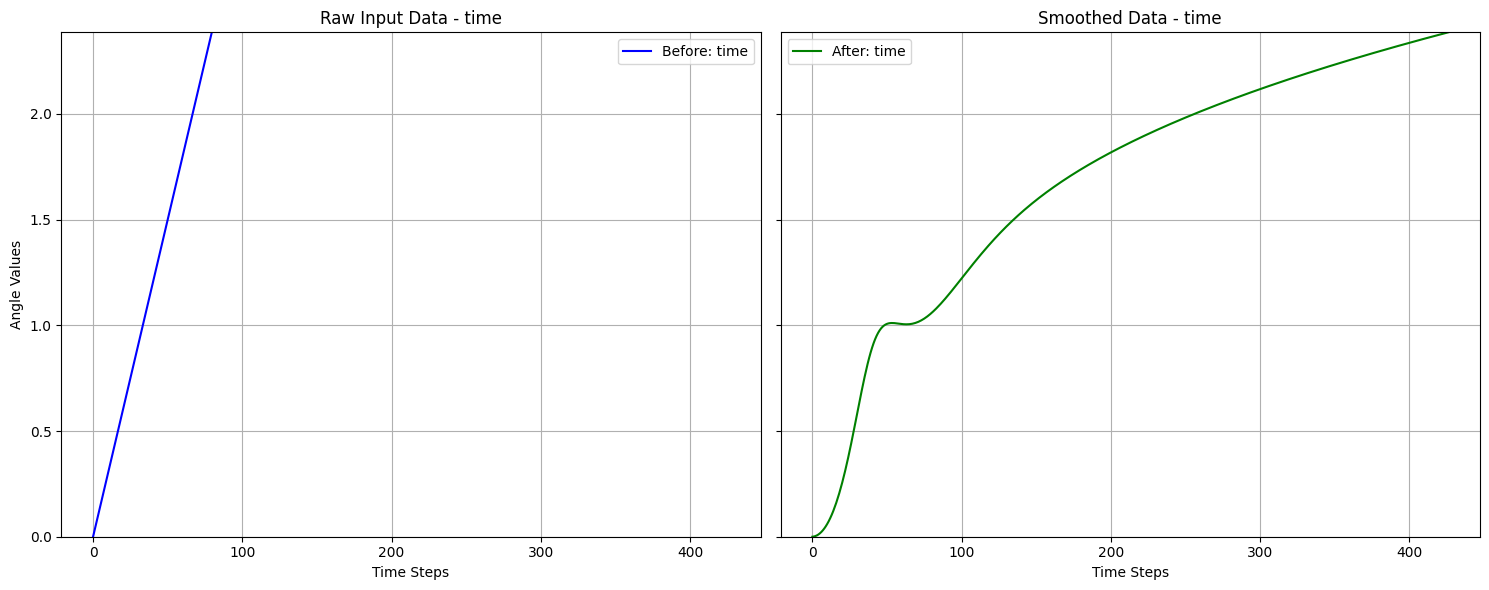 Raw Input Data - time
Before: time
Angle Values
2.0
1.5
1.0
0.5
0.0
0 100 200 300 400
Time Steps
Smoothed Data - time
After: time
0 100 200 300 400
Time Steps